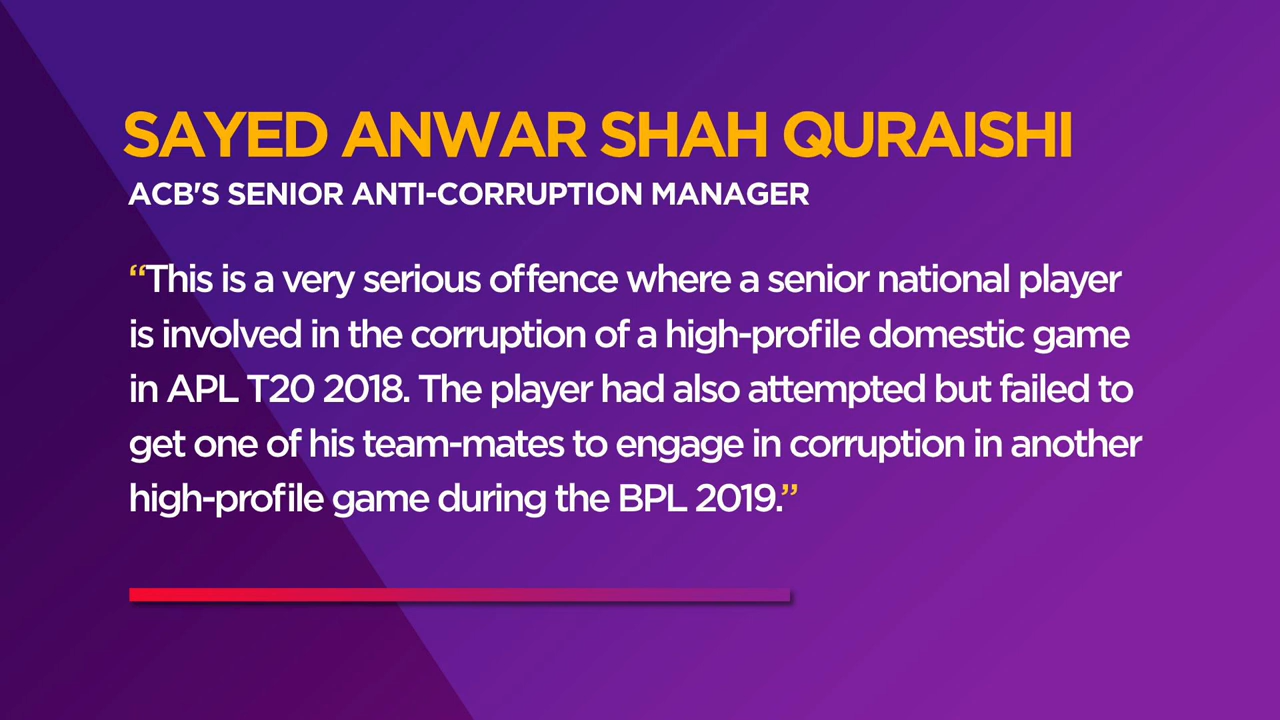 SAYED ANWAR SHAH QURAISHI
ACB'S SENIOR ANTI-CORRUPTION MANAGER
“This is a very serious offence where a senior national player
is involved in the corruption of a high-profile domestic game
in APL T20 2018. The player had also attempted but failed to
get one of his team-mates to engage in corruption in another
high-profile game during the BPL 2019.”